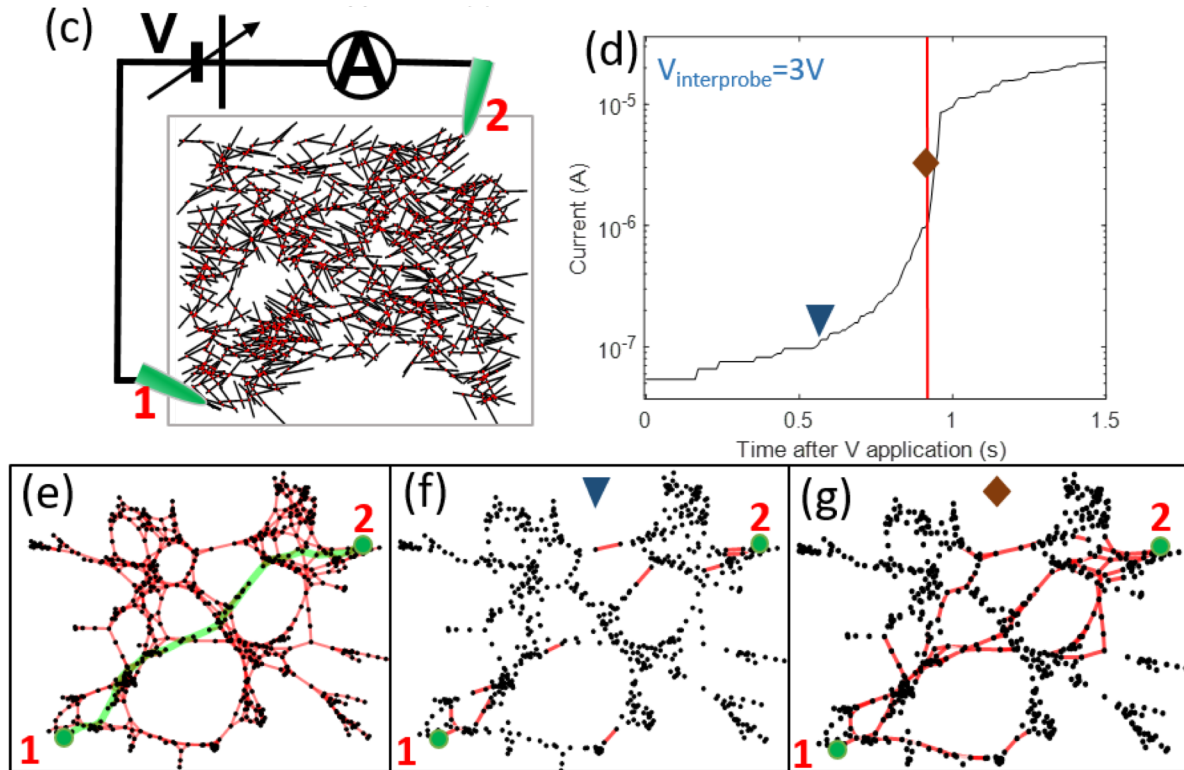 (c)
V
A
2
1
(d)
V_interprobe=3V
10^-5
10^-6
10^-7
Current (A)
0
0.5
1
1.5
Time after V application (s)
(e)
2
1
(f)
2
1
(g)
2
1